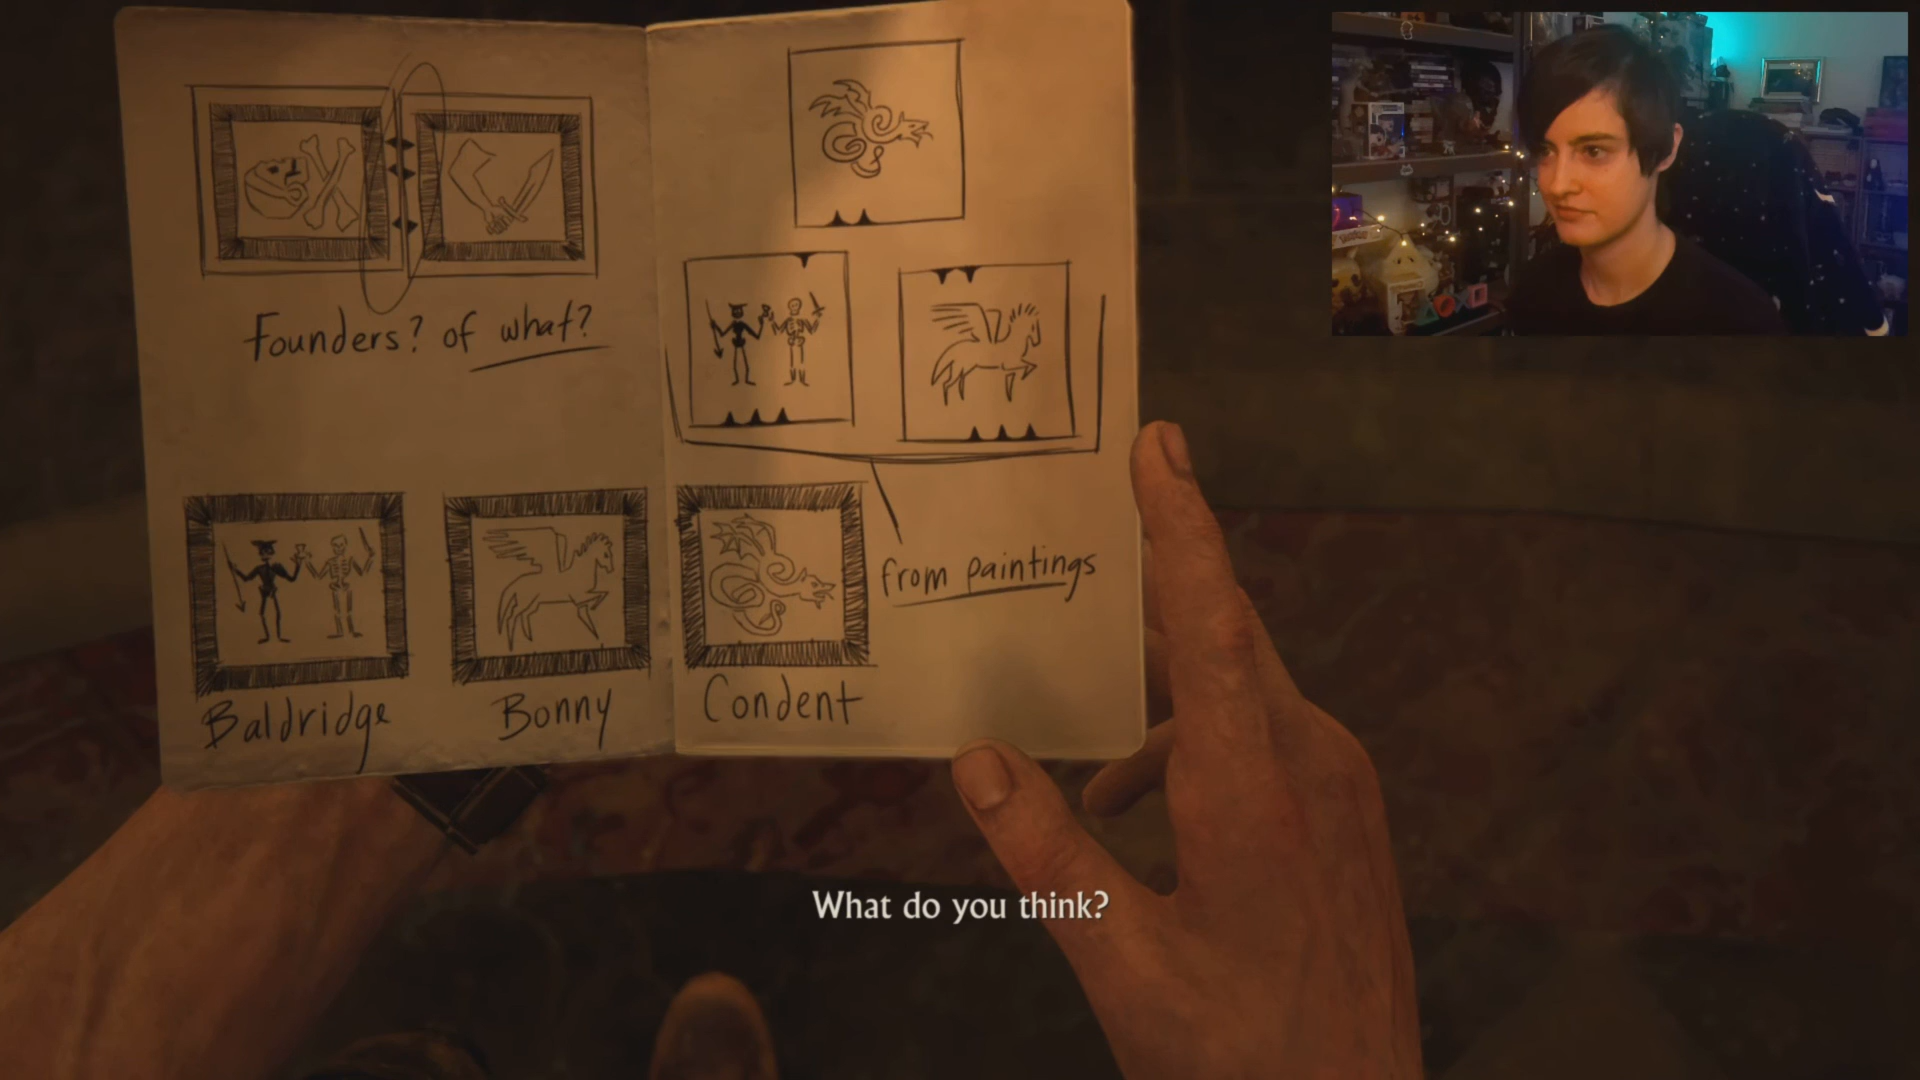 Founders? of what?
from paintings
Baldridge
Bonny
Condent
What do you think?